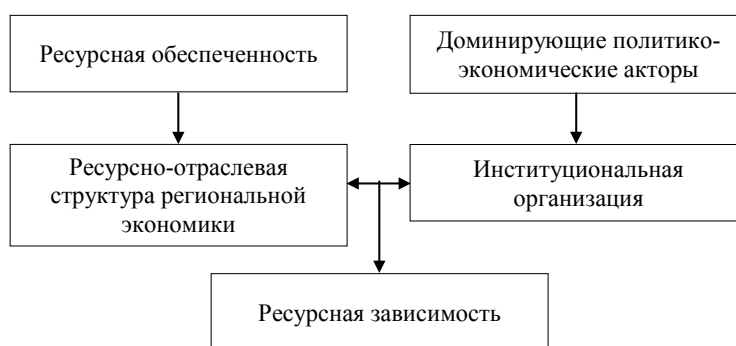 Ресурсная обеспеченность
Доминирующие политико-
экономические акторы
Ресурсно-отраслевая
структура региональной
экономики
Институциональная
организация
Ресурсная зависимость